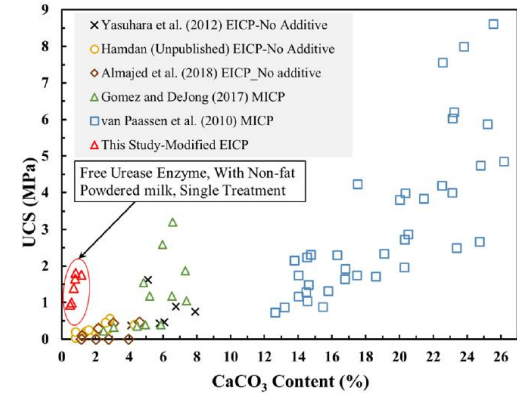 9
8
7
6
5
4
3
2
1
0
UCS (MPa)
Yasuhara et al. (2012) EICP-No Additive
Hamdan (Unpublished) EICP-No Additive
Almajed et al. (2018) EICP_No additive
Gomez and DeJong (2017) MICP
van Paassen et al. (2010) MICP
This Study-Modified EICP
Free Urease Enzyme, With Non-fat
Powdered milk, Single Treatment
0 2 4 6 8 10 12 14 16 18 20 22 24 26
CaCO₃ Content (%)